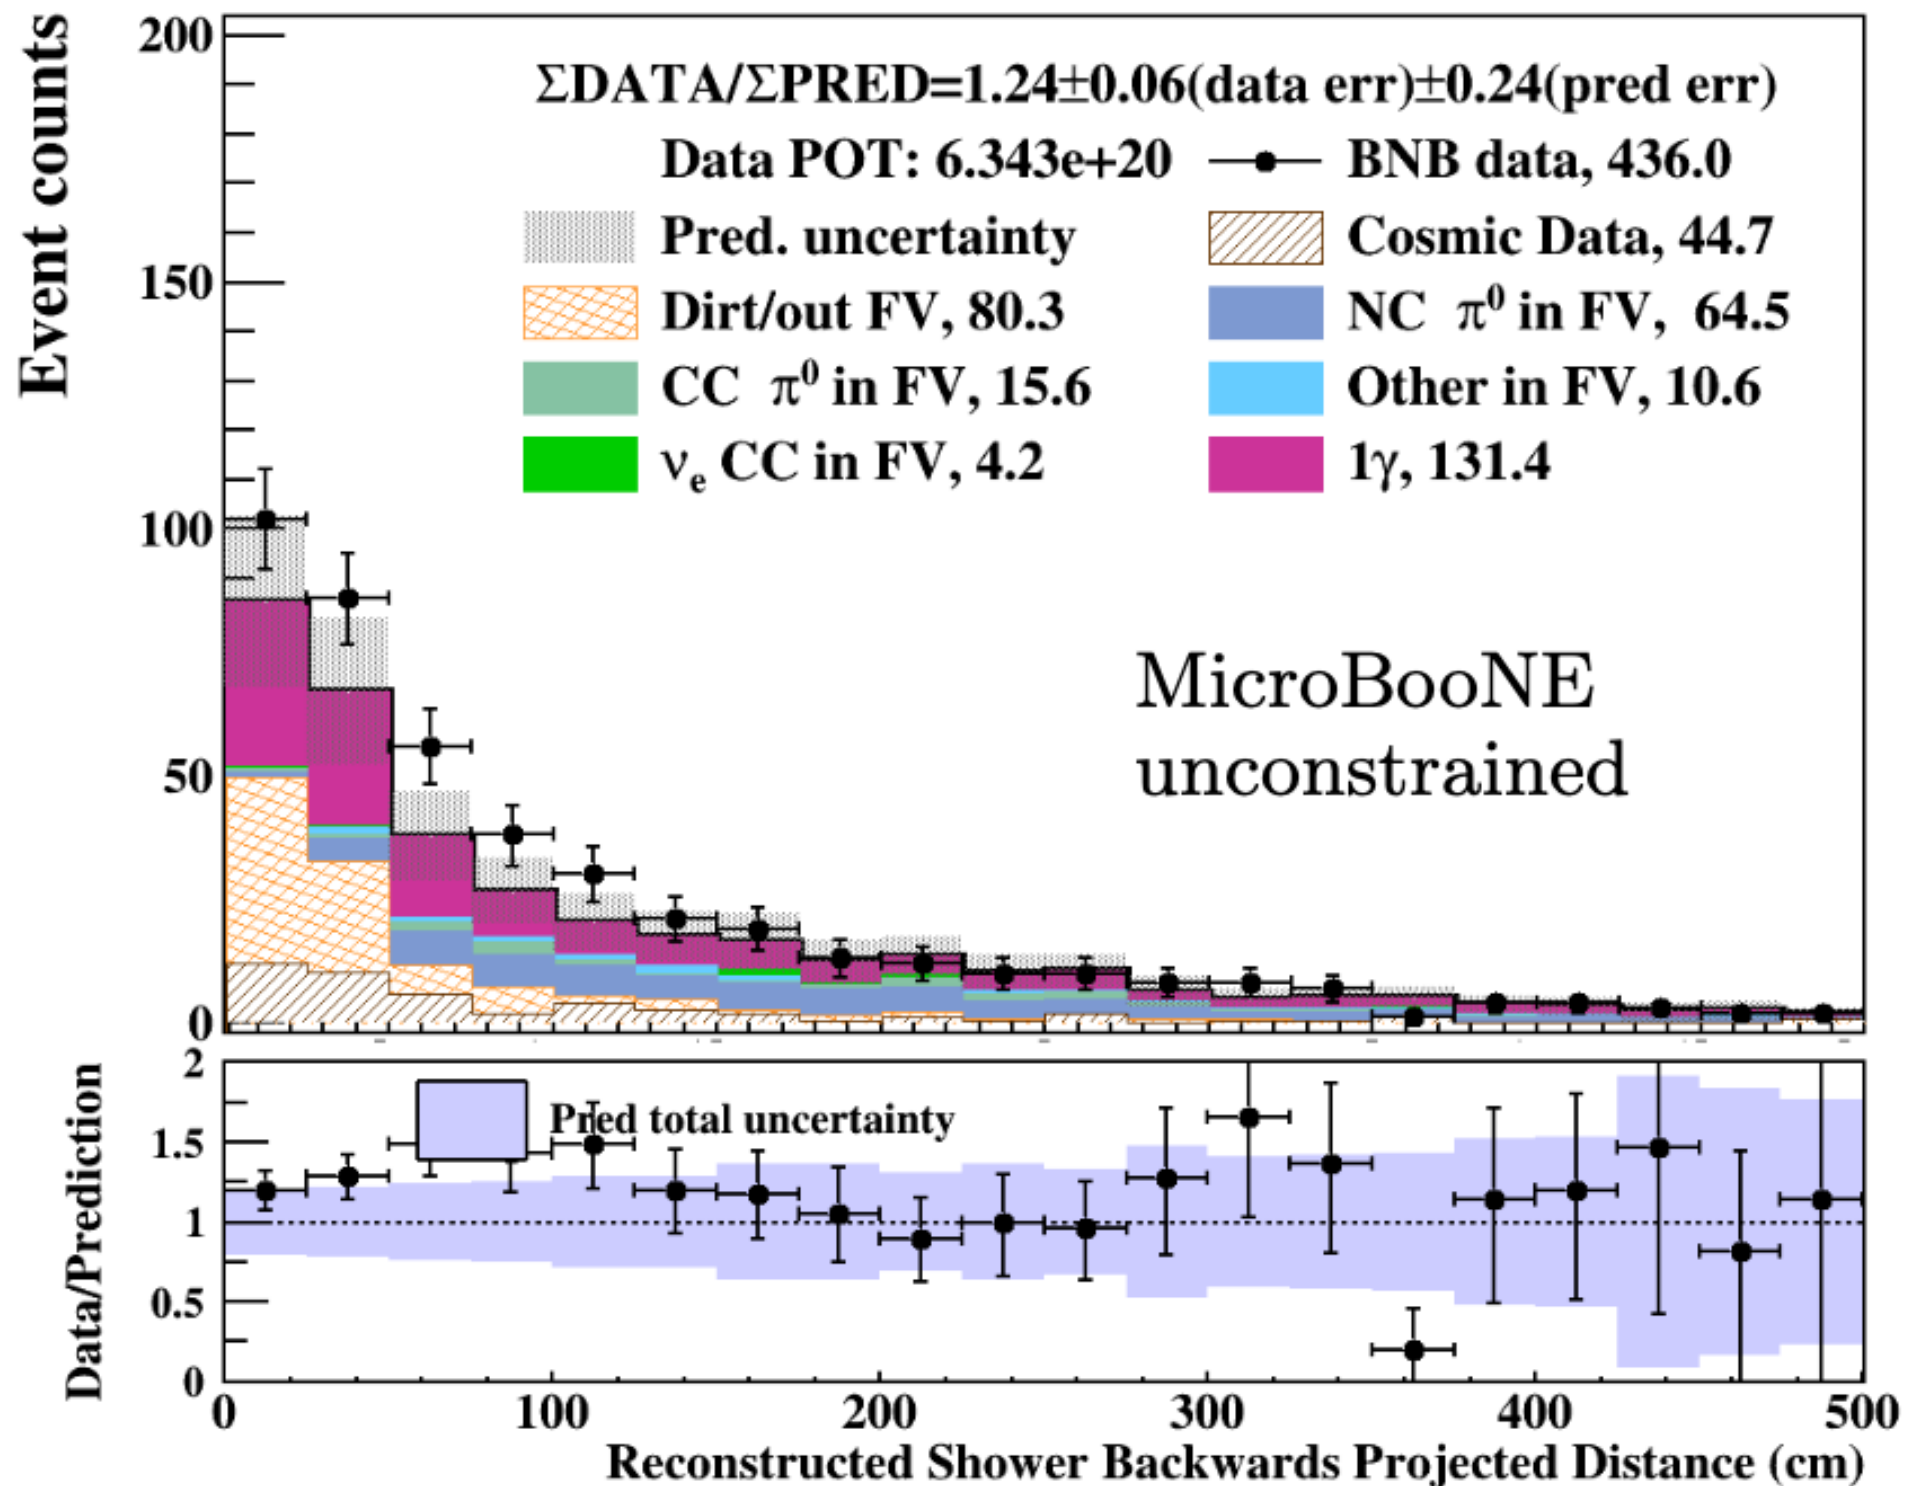 Event counts
200
150
100
50
0
ΣDATA/ΣPRED=1.24±0.06(data err)±0.24(pred err)
Data POT: 6.343e+20
BNB data, 436.0
Pred. uncertainty
Cosmic Data, 44.7
Dirt/out FV, 80.3
NC π⁰ in FV, 64.5
CC π⁰ in FV, 15.6
Other in FV, 10.6
νₑ CC in FV, 4.2
1γ, 131.4
MicroBooNE
unconstrained
Data/Prediction
2
1.5
1
0.5
0
Pred total uncertainty
0 100 200 300 400 500
Reconstructed Shower Backwards Projected Distance (cm)